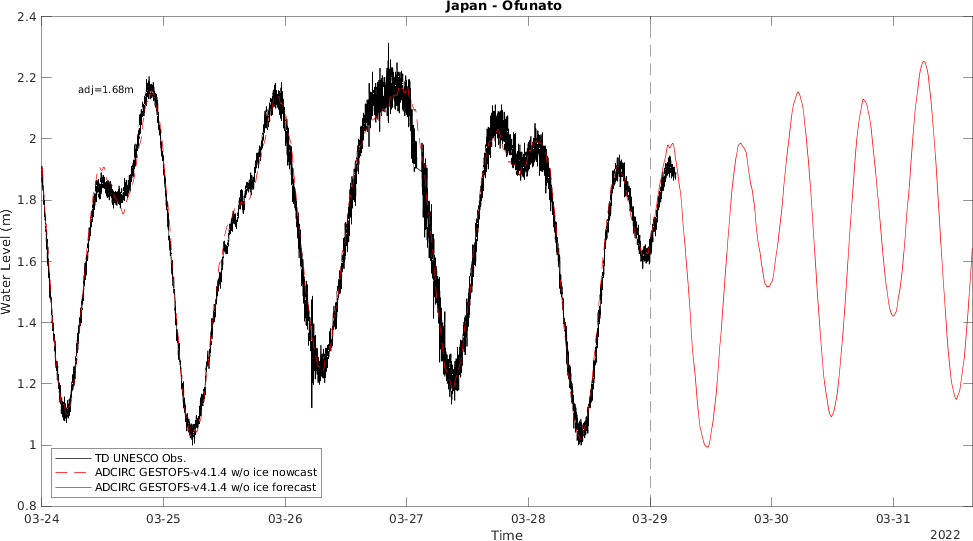 Japan - Ofunato
2.4
2.2
2
1.8
1.6
1.4
1.2
1
0.8
Water Level (m)
adj=1.68m
TD UNESCO Obs.
ADCIRC GESTOFS-v4.1.4 w/o ice nowcast
ADCIRC GESTOFS-v4.1.4 w/o ice forecast
03-24 03-25 03-26 03-27 03-28 03-29 03-30 03-31
Time
2022